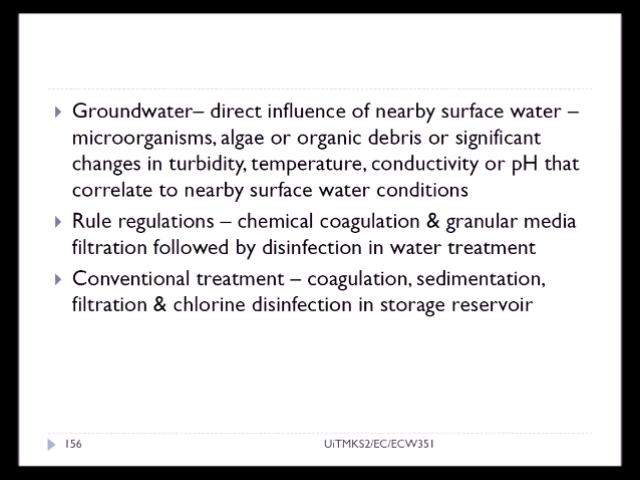 Groundwater– direct influence of nearby surface water –
microorganisms, algae or organic debris or significant
changes in turbidity, temperature, conductivity or pH that
correlate to nearby surface water conditions
Rule regulations – chemical coagulation & granular media
filtration followed by disinfection in water treatment
Conventional treatment – coagulation, sedimentation,
filtration & chlorine disinfection in storage reservoir
156 UiTMKS2/EC/ECW351